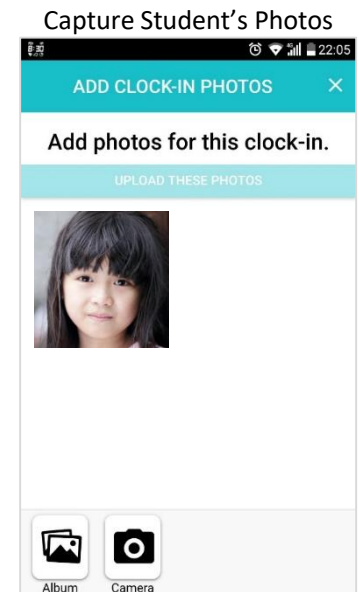 Capture Student's Photos
22:05
ADD CLOCK-IN PHOTOS ×
Add photos for this clock-in.
UPLOAD THESE PHOTOS
Album Camera